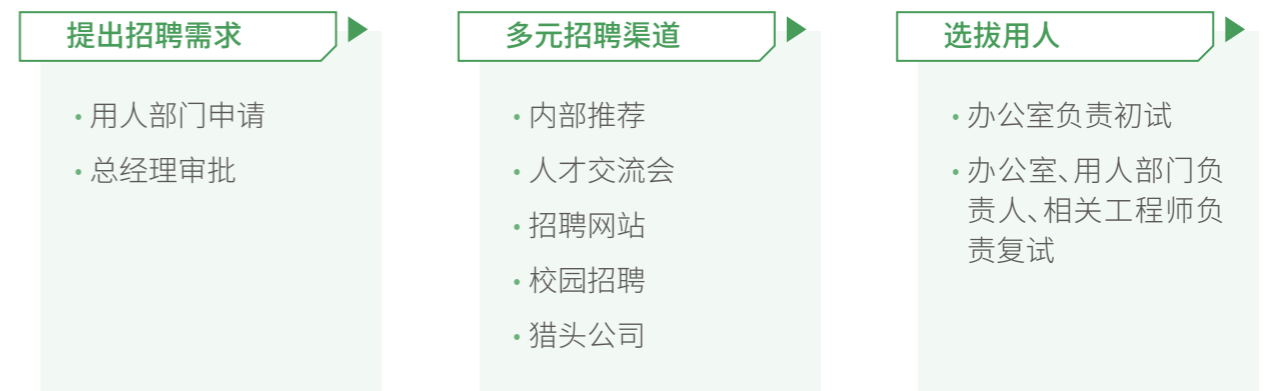 提出招聘需求
• 用人部门申请
• 总经理审批
多元招聘渠道
• 内部推荐
• 人才交流会
• 招聘网站
• 校园招聘
• 猎头公司
选拔用人
• 办公室负责初试
• 办公室、用人部门负
责人、相关工程师负
责复试